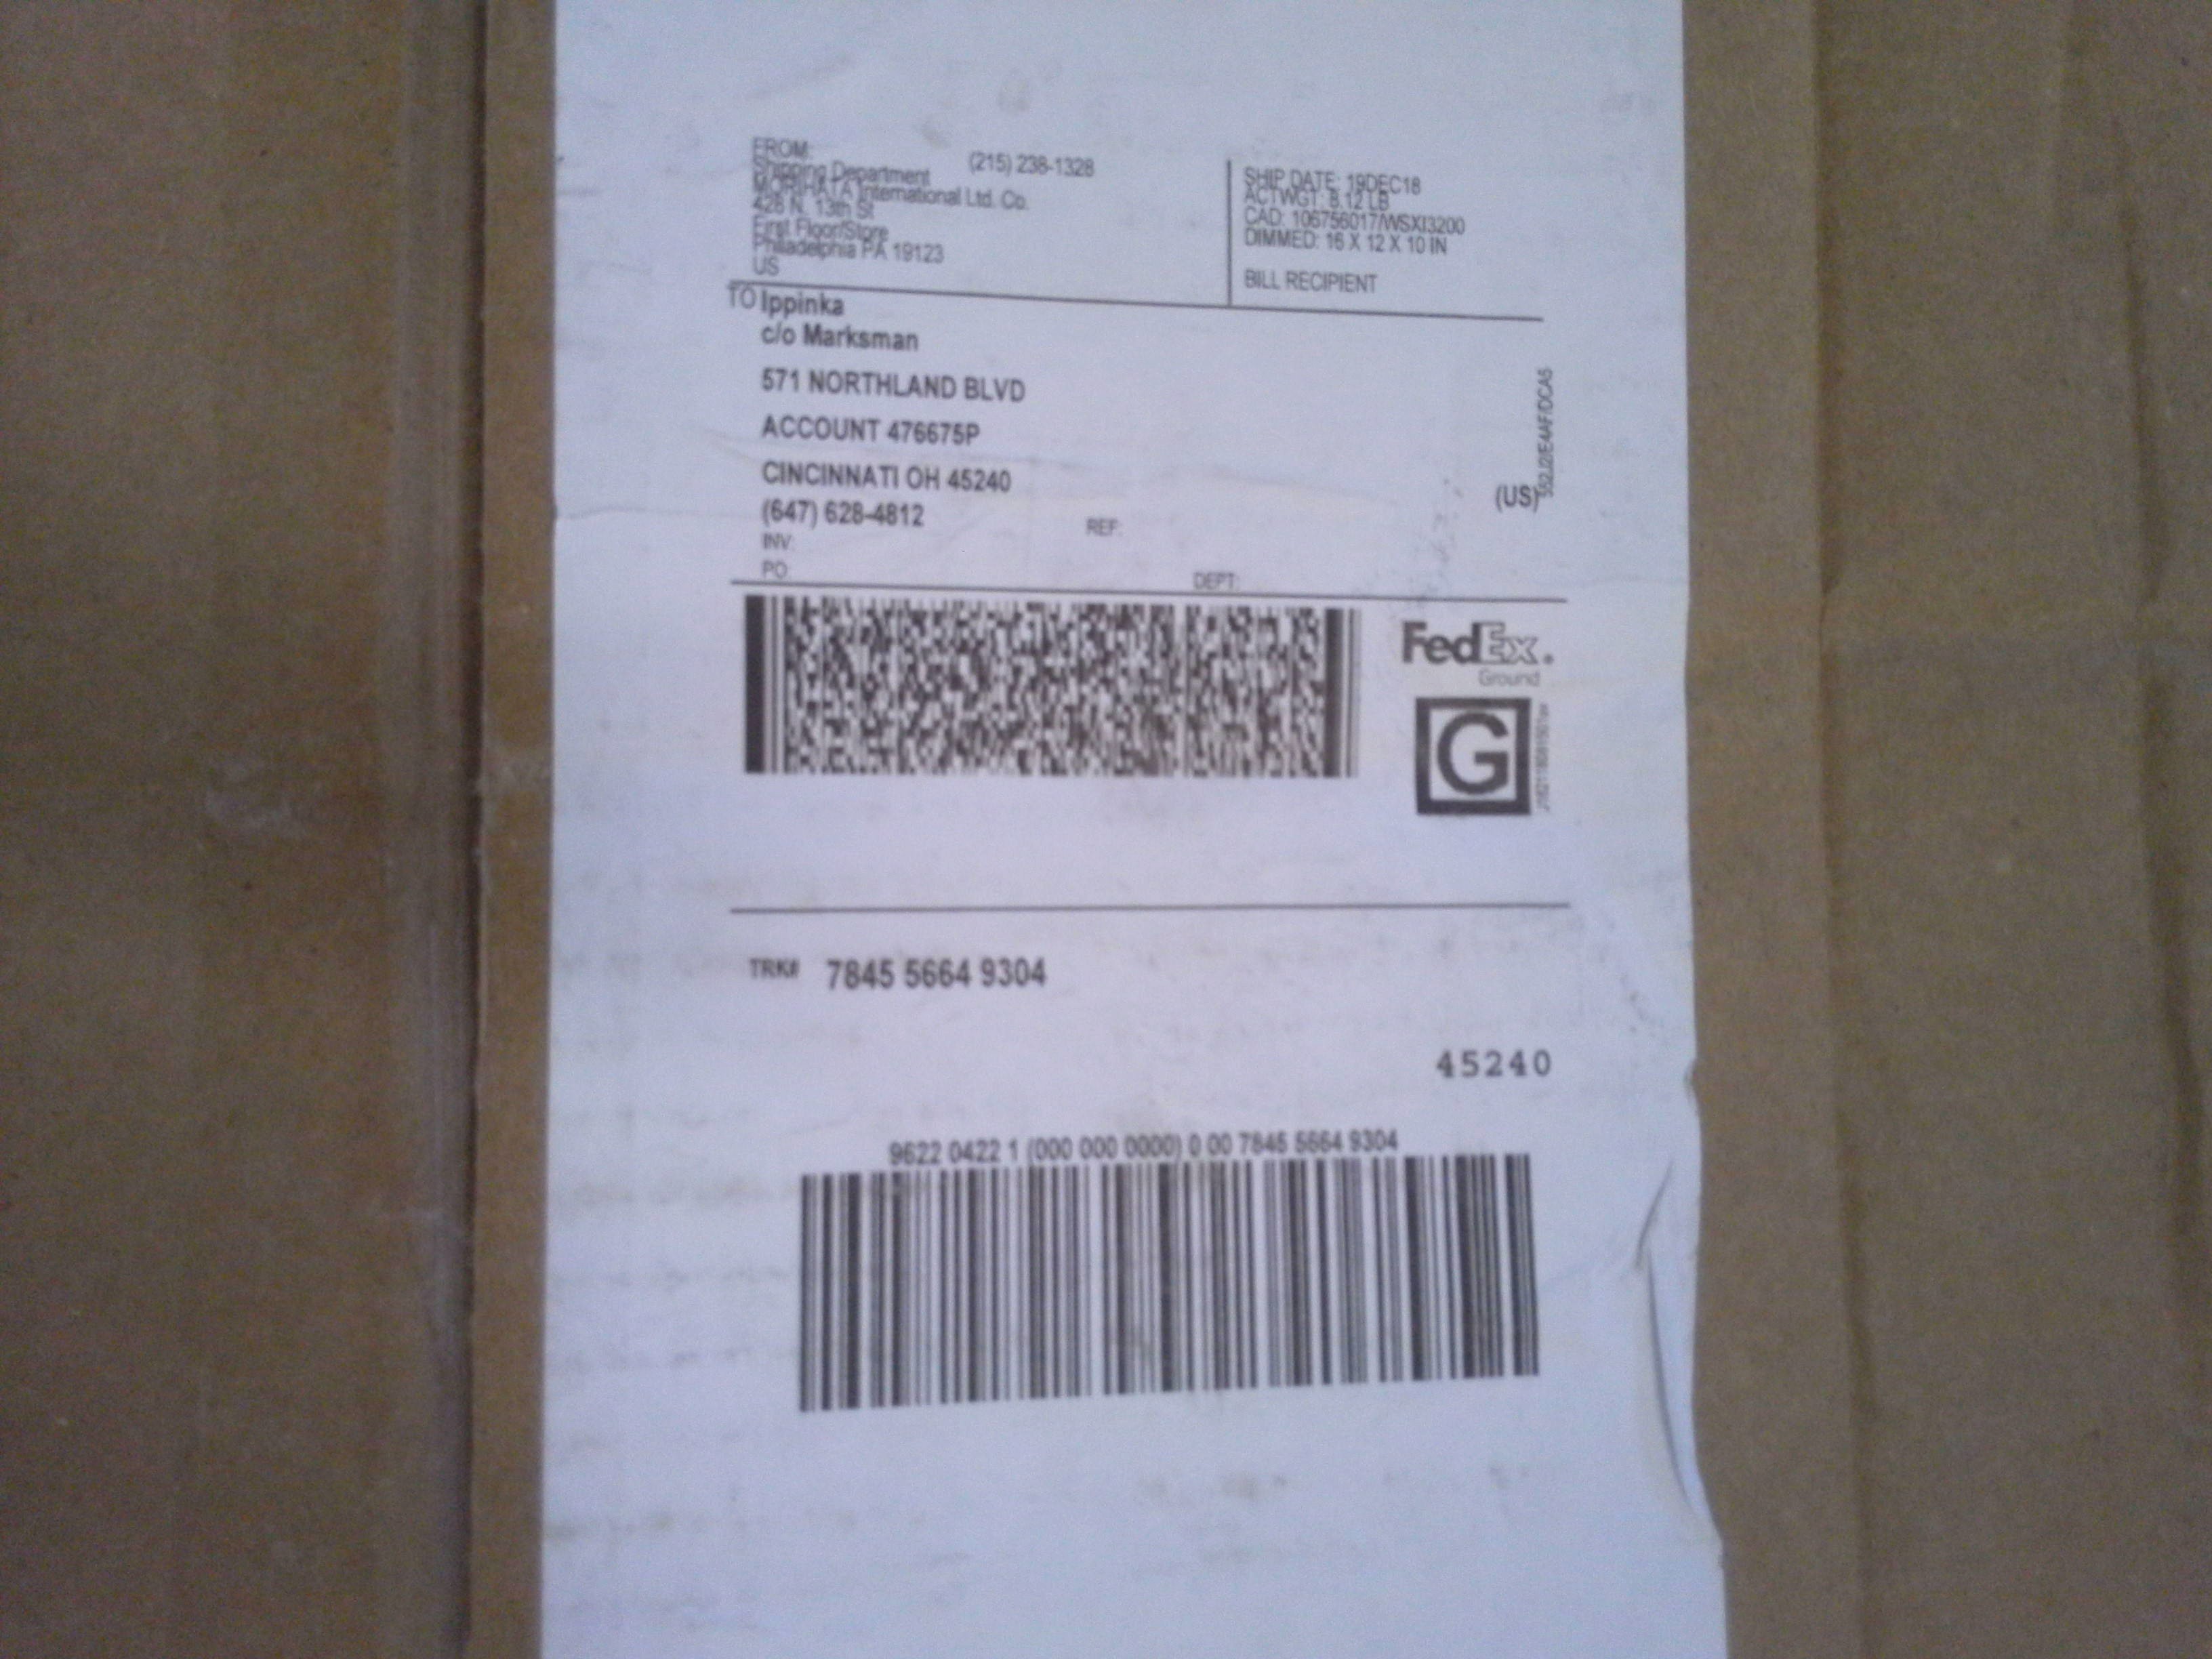 FROM:
(215) 238-1328
Shipping Department
MORIHATA International Ltd. Co.
428 N. 13th St
First Floor/Store
Philadelphia PA 19123
US
SHIP DATE: 19DEC18
ACTWGT: 8.12 LB
CAD: 106756017/WSXI3200
DIMMED: 16 X 12 X 10 IN
BILL RECIPIENT
TO Ippinka
c/o Marksman
571 NORTHLAND BLVD
ACCOUNT 476675P
CINCINNATI OH 45240
(US)
(647) 628-4812
REF:
INV:
PO:
DEPT:
FedEx.
Ground
G
TRK# 7845 5664 9304
45240
9622 0422 1 (000 000 0000) 0 00 7845 5664 9304